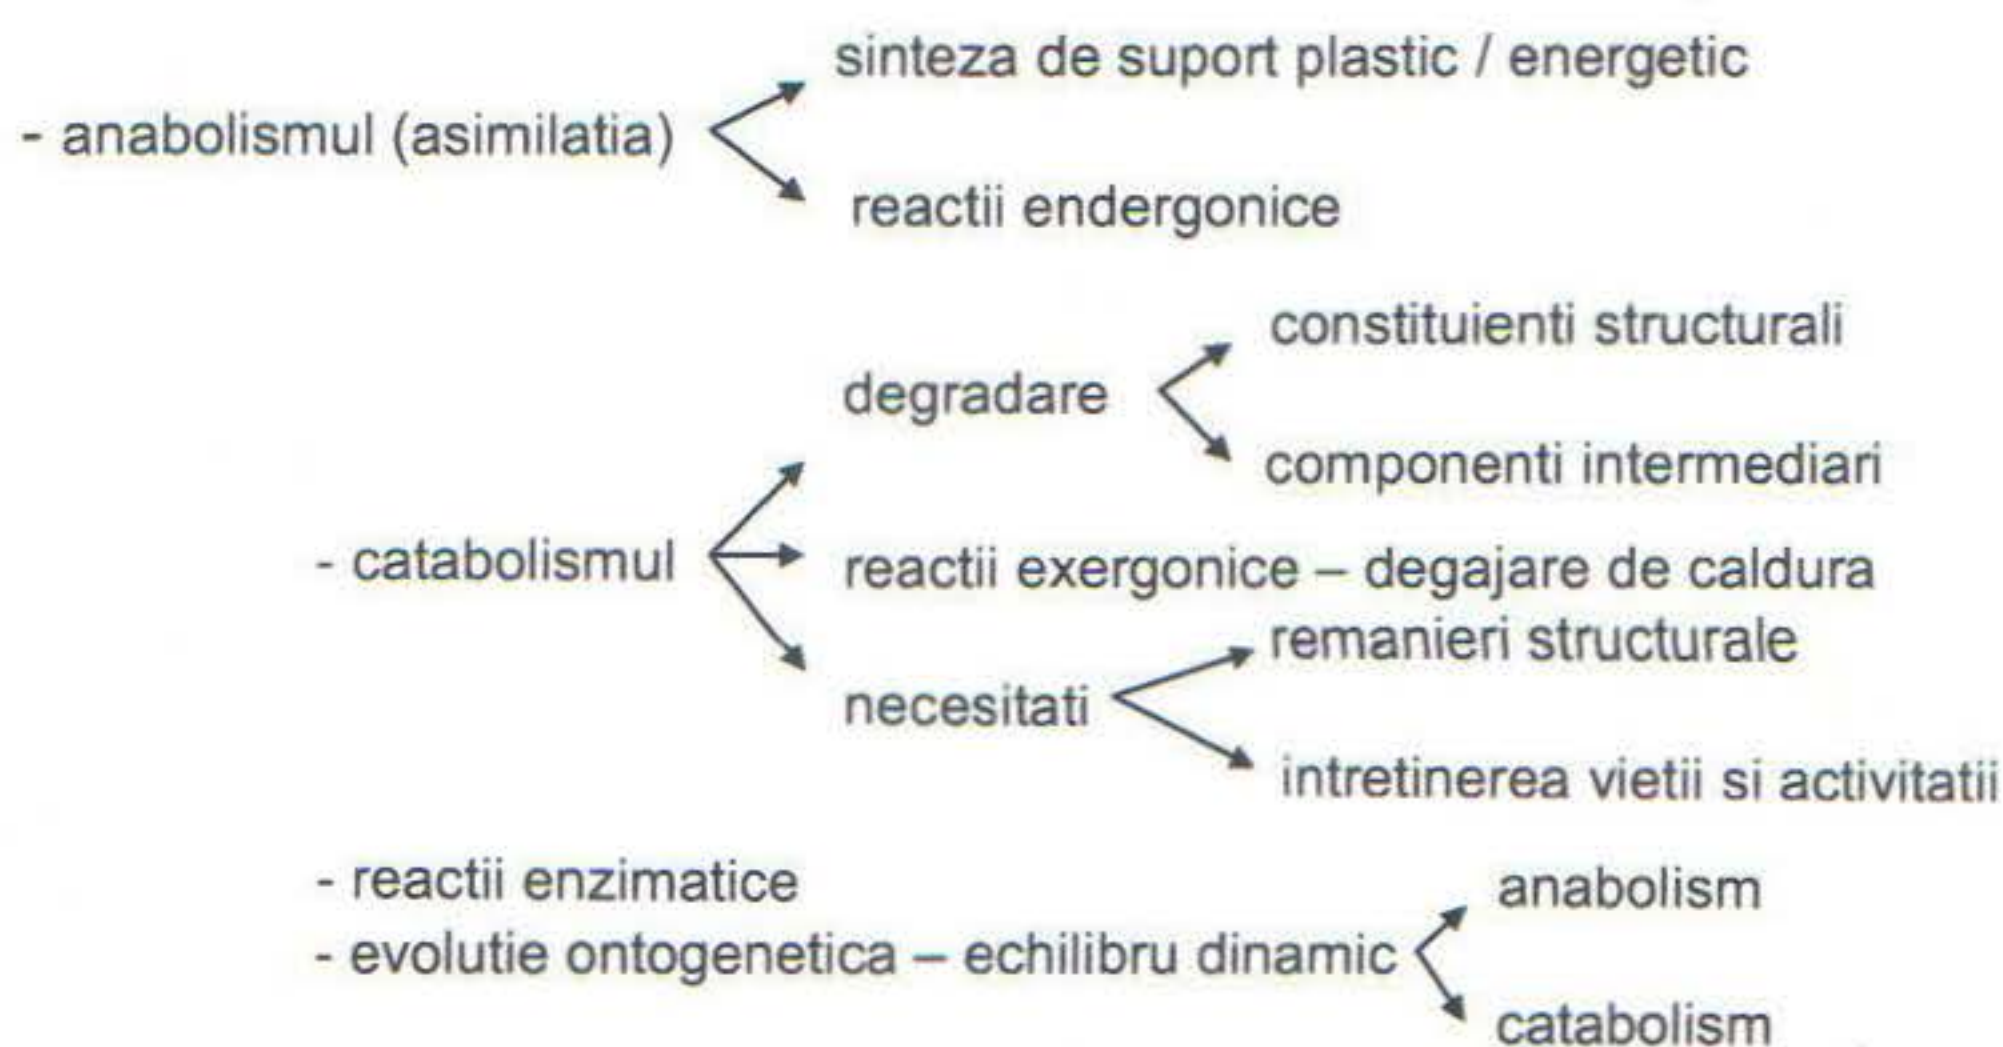 sinteza de suport plastic / energetic
- anabolismul (asimilatia)
reactii endergonice
constituienti structurali
degradare
componenti intermediari
- catabolismul
reactii exergonice – degajare de caldura
remanieri structurale
necesitati
intretinerea vietii si activitatii
- reactii enzimatice
anabolism
- evolutie ontogenetica – echilibru dinamic
catabolism